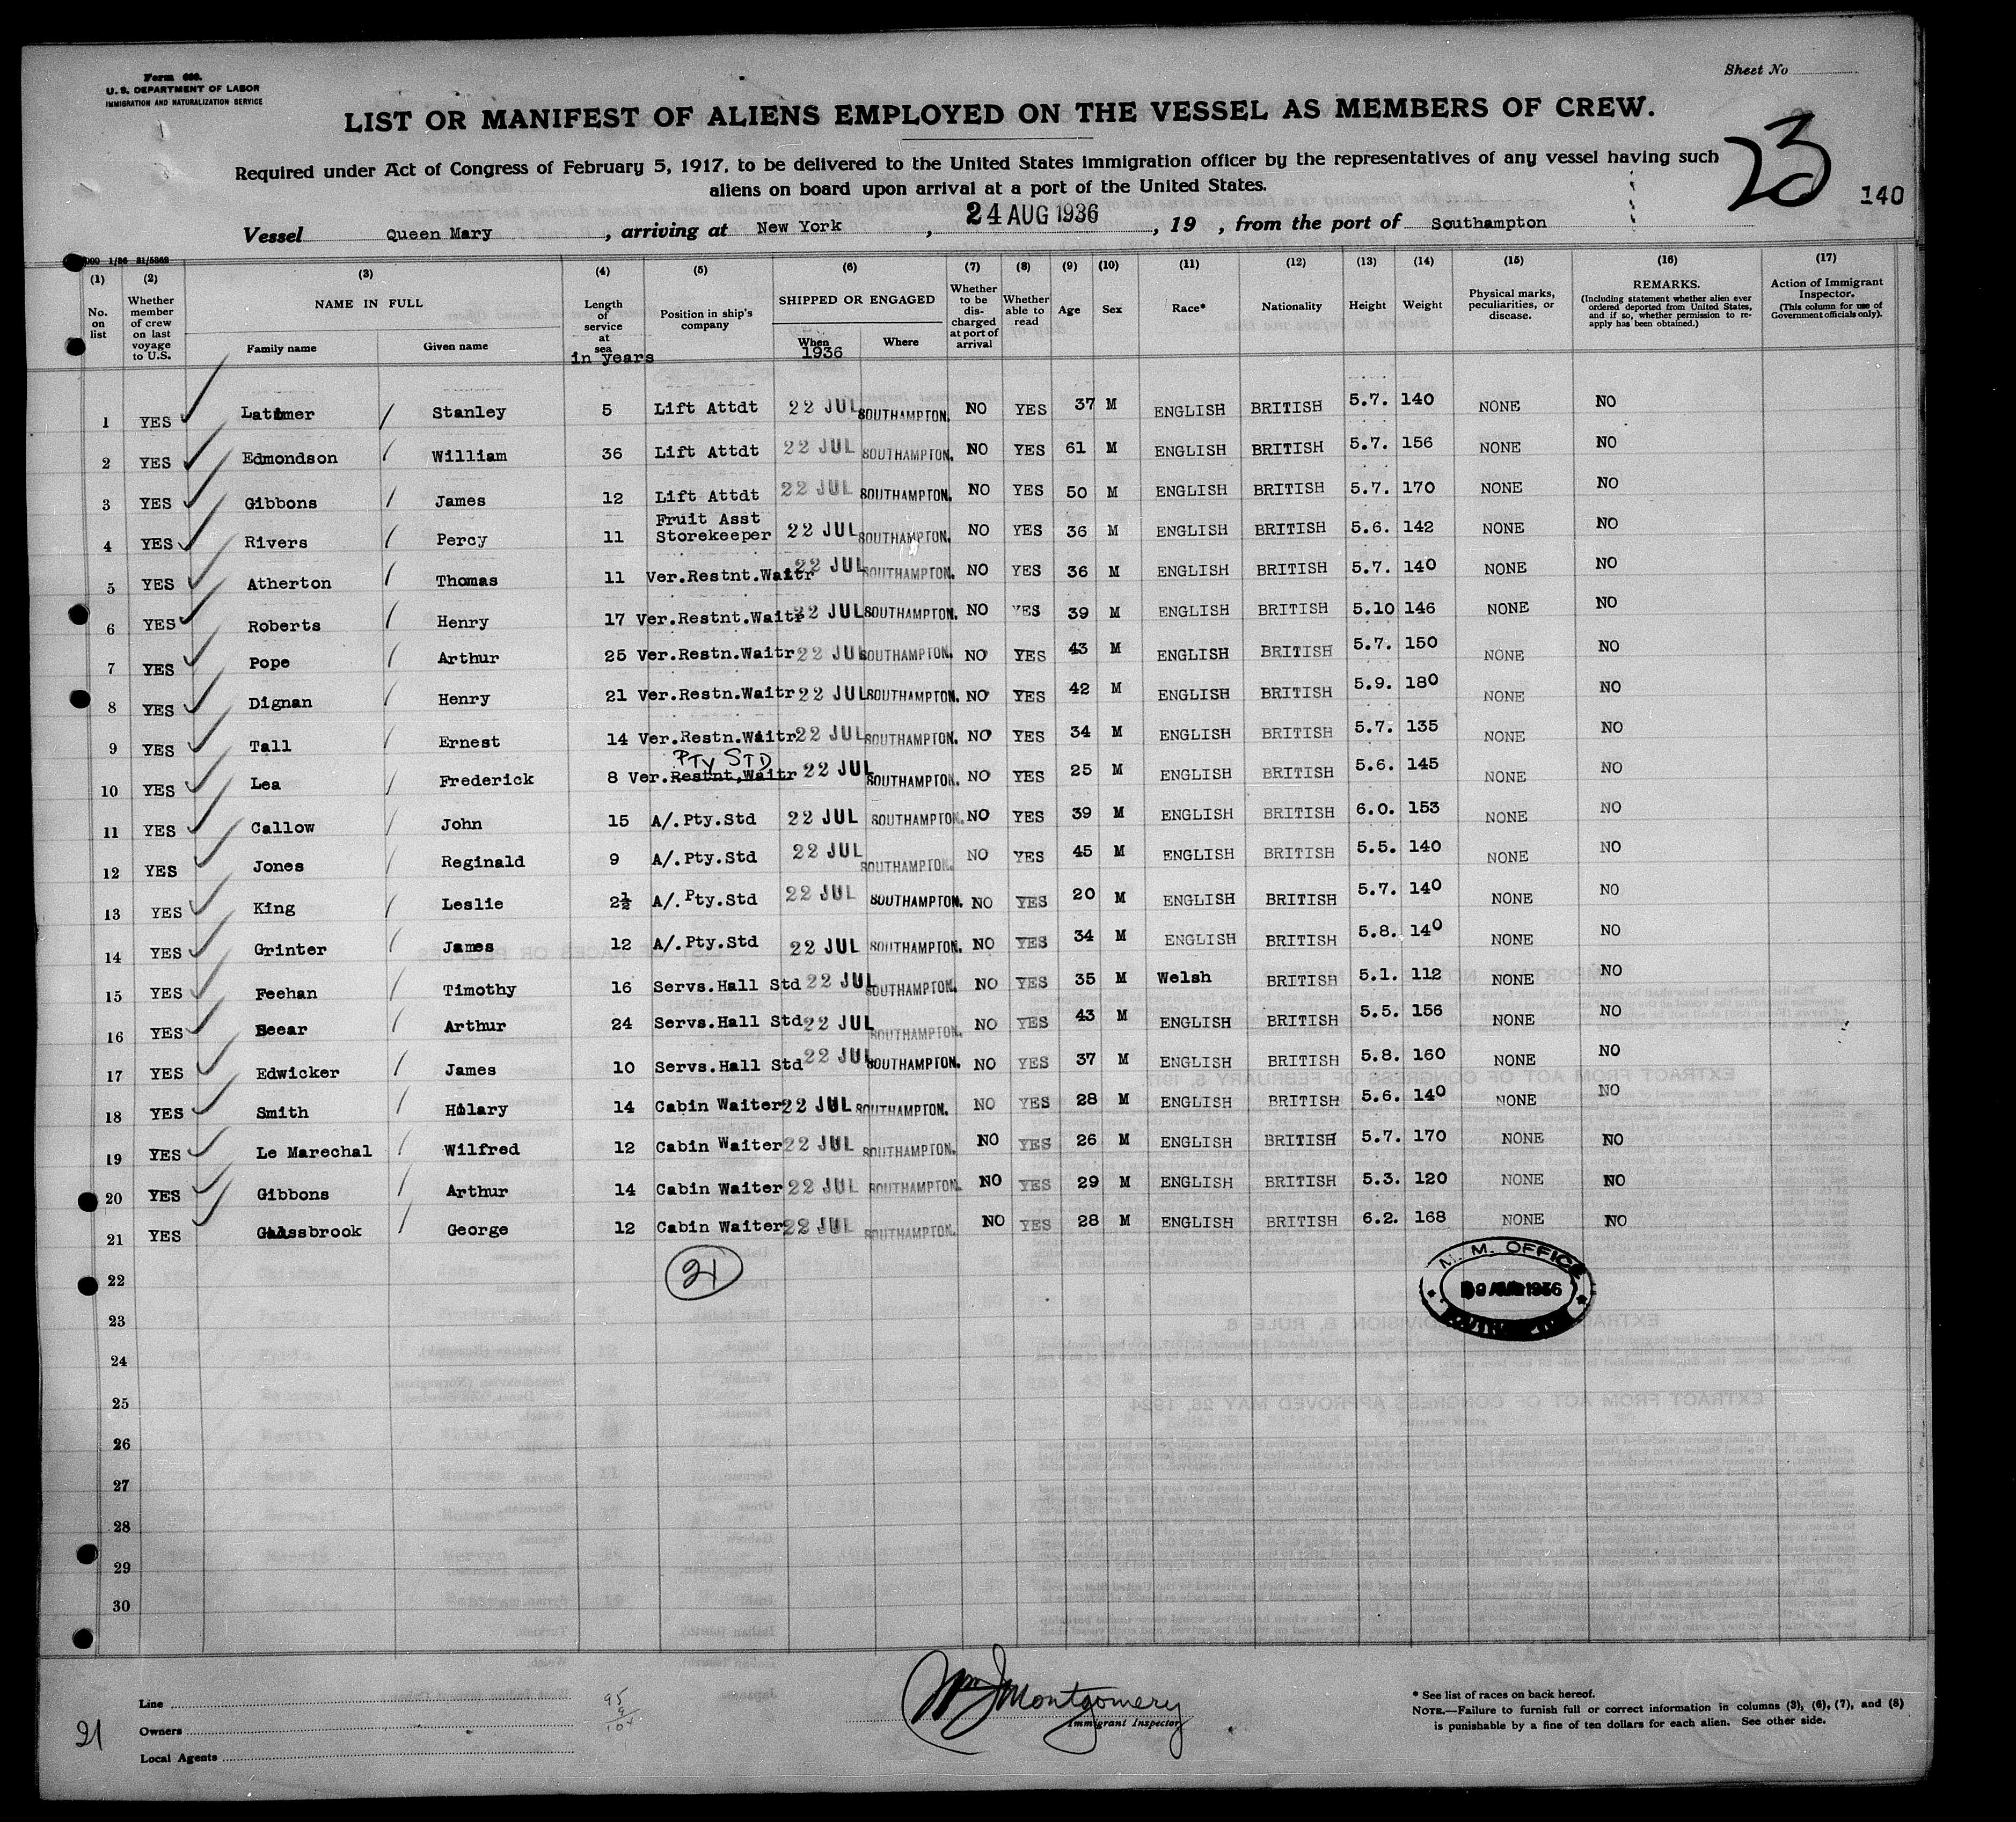 Form 680.
U. S. DEPARTMENT OF LABOR
IMMIGRATION AND NATURALIZATION SERVICE
Sheet No
LIST OR MANIFEST OF ALIENS EMPLOYED ON THE VESSEL AS MEMBERS OF CREW.
23
140
Required under Act of Congress of February 5, 1917, to be delivered to the United States immigration officer by the representatives of any vessel having such
aliens on board upon arrival at a port of the United States.
Vessel Queen Mary, arriving at New York, 24 AUG 1936, 19 , from the port of Southampton
(1) (2) (3) (4) (5) (6) (7) (8) (9) (10) (11) (12) (13) (14) (15) (16) (17)
No. on list
Whether member of crew on last voyage to U.S.
NAME IN FULL
Family name
Given name
Length of service at sea
in years
Position in ship's company
SHIPPED OR ENGAGED
When
1936
Where
Whether to be discharged at port of arrival
Whether able to read
Age
Sex
Race*
Nationality
Height
Weight
Physical marks, peculiarities, or disease.
REMARKS.
(Including statement whether alien ever ordered deported from United States, and if so, whether permission to reapply has been obtained.)
Action of Immigrant Inspector.
(This column for use of Government officials only).
1 YES Latimer Stanley 5 Lift Attdt 22 JUL SOUTHAMPTON. NO YES 37 M ENGLISH BRITISH 5.7. 140 NONE NO
2 YES Edmondson William 36 Lift Attdt 22 JUL SOUTHAMPTON. NO YES 61 M ENGLISH BRITISH 5.7. 156 NONE NO
3 YES Gibbons James 12 Lift Attdt 22 JUL SOUTHAMPTON. NO YES 50 M ENGLISH BRITISH 5.7. 170 NONE NO
4 YES Rivers Percy 11 Fruit Asst Storekeeper 22 JUL SOUTHAMPTON. NO YES 36 M ENGLISH BRITISH 5.6. 142 NONE NO
5 YES Atherton Thomas 11 Ver.Restnt.Waitr 22 JUL SOUTHAMPTON. NO YES 36 M ENGLISH BRITISH 5.7. 140 NONE NO
6 YES Roberts Henry 17 Ver.Restnt.Waitr 22 JUL SOUTHAMPTON. NO YES 39 M ENGLISH BRITISH 5.10 146 NONE NO
7 YES Pope Arthur 25 Ver.Restn.Waitr 22 JUL SOUTHAMPTON. NO YES 43 M ENGLISH BRITISH 5.7. 150 NONE NO
8 YES Dignan Henry 21 Ver.Restn.Waitr 22 JUL SOUTHAMPTON. NO YES 42 M ENGLISH BRITISH 5.9. 180 NONE NO
9 YES Tall Ernest 14 Ver.Restn.Waitr 22 JUL SOUTHAMPTON. NO YES 34 M ENGLISH BRITISH 5.7. 135 NONE NO
PTY STD
10 YES Lea Frederick 8 Ver.Restnt,Waitr 22 JUL SOUTHAMPTON. NO YES 25 M ENGLISH BRITISH 5.6. 145 NONE NO
11 YES Callow John 15 A/.Pty.Std 22 JUL SOUTHAMPTON. NO YES 39 M ENGLISH BRITISH 6.0. 153 NONE NO
12 YES Jones Reginald 9 A/.Pty.Std 22 JUL SOUTHAMPTON. NO YES 45 M ENGLISH BRITISH 5.5. 140 NONE NO
13 YES King Leslie 2½ A/.Pty.Std 22 JUL SOUTHAMPTON. NO YES 20 M ENGLISH BRITISH 5.7. 140 NONE NO
14 YES Grinter James 12 A/.Pty.Std 22 JUL SOUTHAMPTON. NO YES 34 M ENGLISH BRITISH 5.8. 140 NONE NO
15 YES Feehan Timothy 16 Servs.Hall Std 22 JUL SOUTHAMPTON. NO YES 35 M Welsh BRITISH 5.1. 112 NONE NO
16 YES Arthur 24 Servs.Hall Std 22 JUL SOUTHAMPTON. NO YES 43 M ENGLISH BRITISH 5.5. 156 NONE NO
17 YES Edwicker James 10 Servs.Hall Std 22 JUL SOUTHAMPTON. NO YES 37 M ENGLISH BRITISH 5.8. 160 NONE NO
18 YES Smith Hilary 14 Cabin Waiter 22 JUL SOUTHAMPTON. NO YES 28 M ENGLISH BRITISH 5.6. 140 NONE NO
19 YES Le Marechal Wilfred 12 Cabin Waiter 22 JUL SOUTHAMPTON. NO YES 26 M ENGLISH BRITISH 5.7. 170 NONE NO
20 YES Gibbons Arthur 14 Cabin Waiter 22 JUL SOUTHAMPTON. NO YES 29 M ENGLISH BRITISH 5.3. 120 NONE NO
21 YES Glassbrook George 12 Cabin Waiter 22 JUL SOUTHAMPTON. NO YES 28 M ENGLISH BRITISH 6.2. 168 NONE NO
21
22
23
24
25
26
27
28
29
30
M. OFFICE
1936
Line
Owners
Local Agents
21
95
9
104
Wm J Montgomery
Immigrant Inspector
* See list of races on back hereof.
NOTE.—Failure to furnish full or correct information in columns (3), (6), (7), and (8)
is punishable by a fine of ten dollars for each alien. See other side.